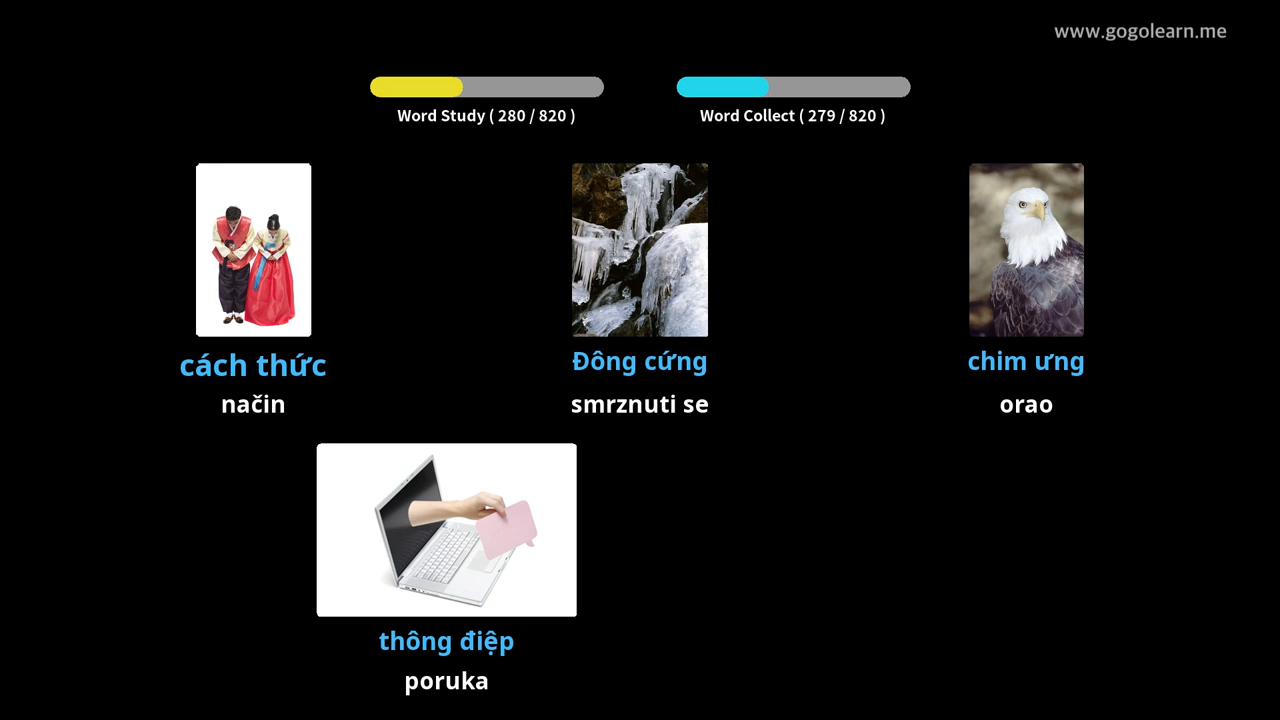 www.gogolearn.me
Word Study ( 280 / 820 )
Word Collect ( 279 / 820 )
cách thức
način
Đông cứng
smrznuti se
chim ưng
orao
thông điệp
poruka